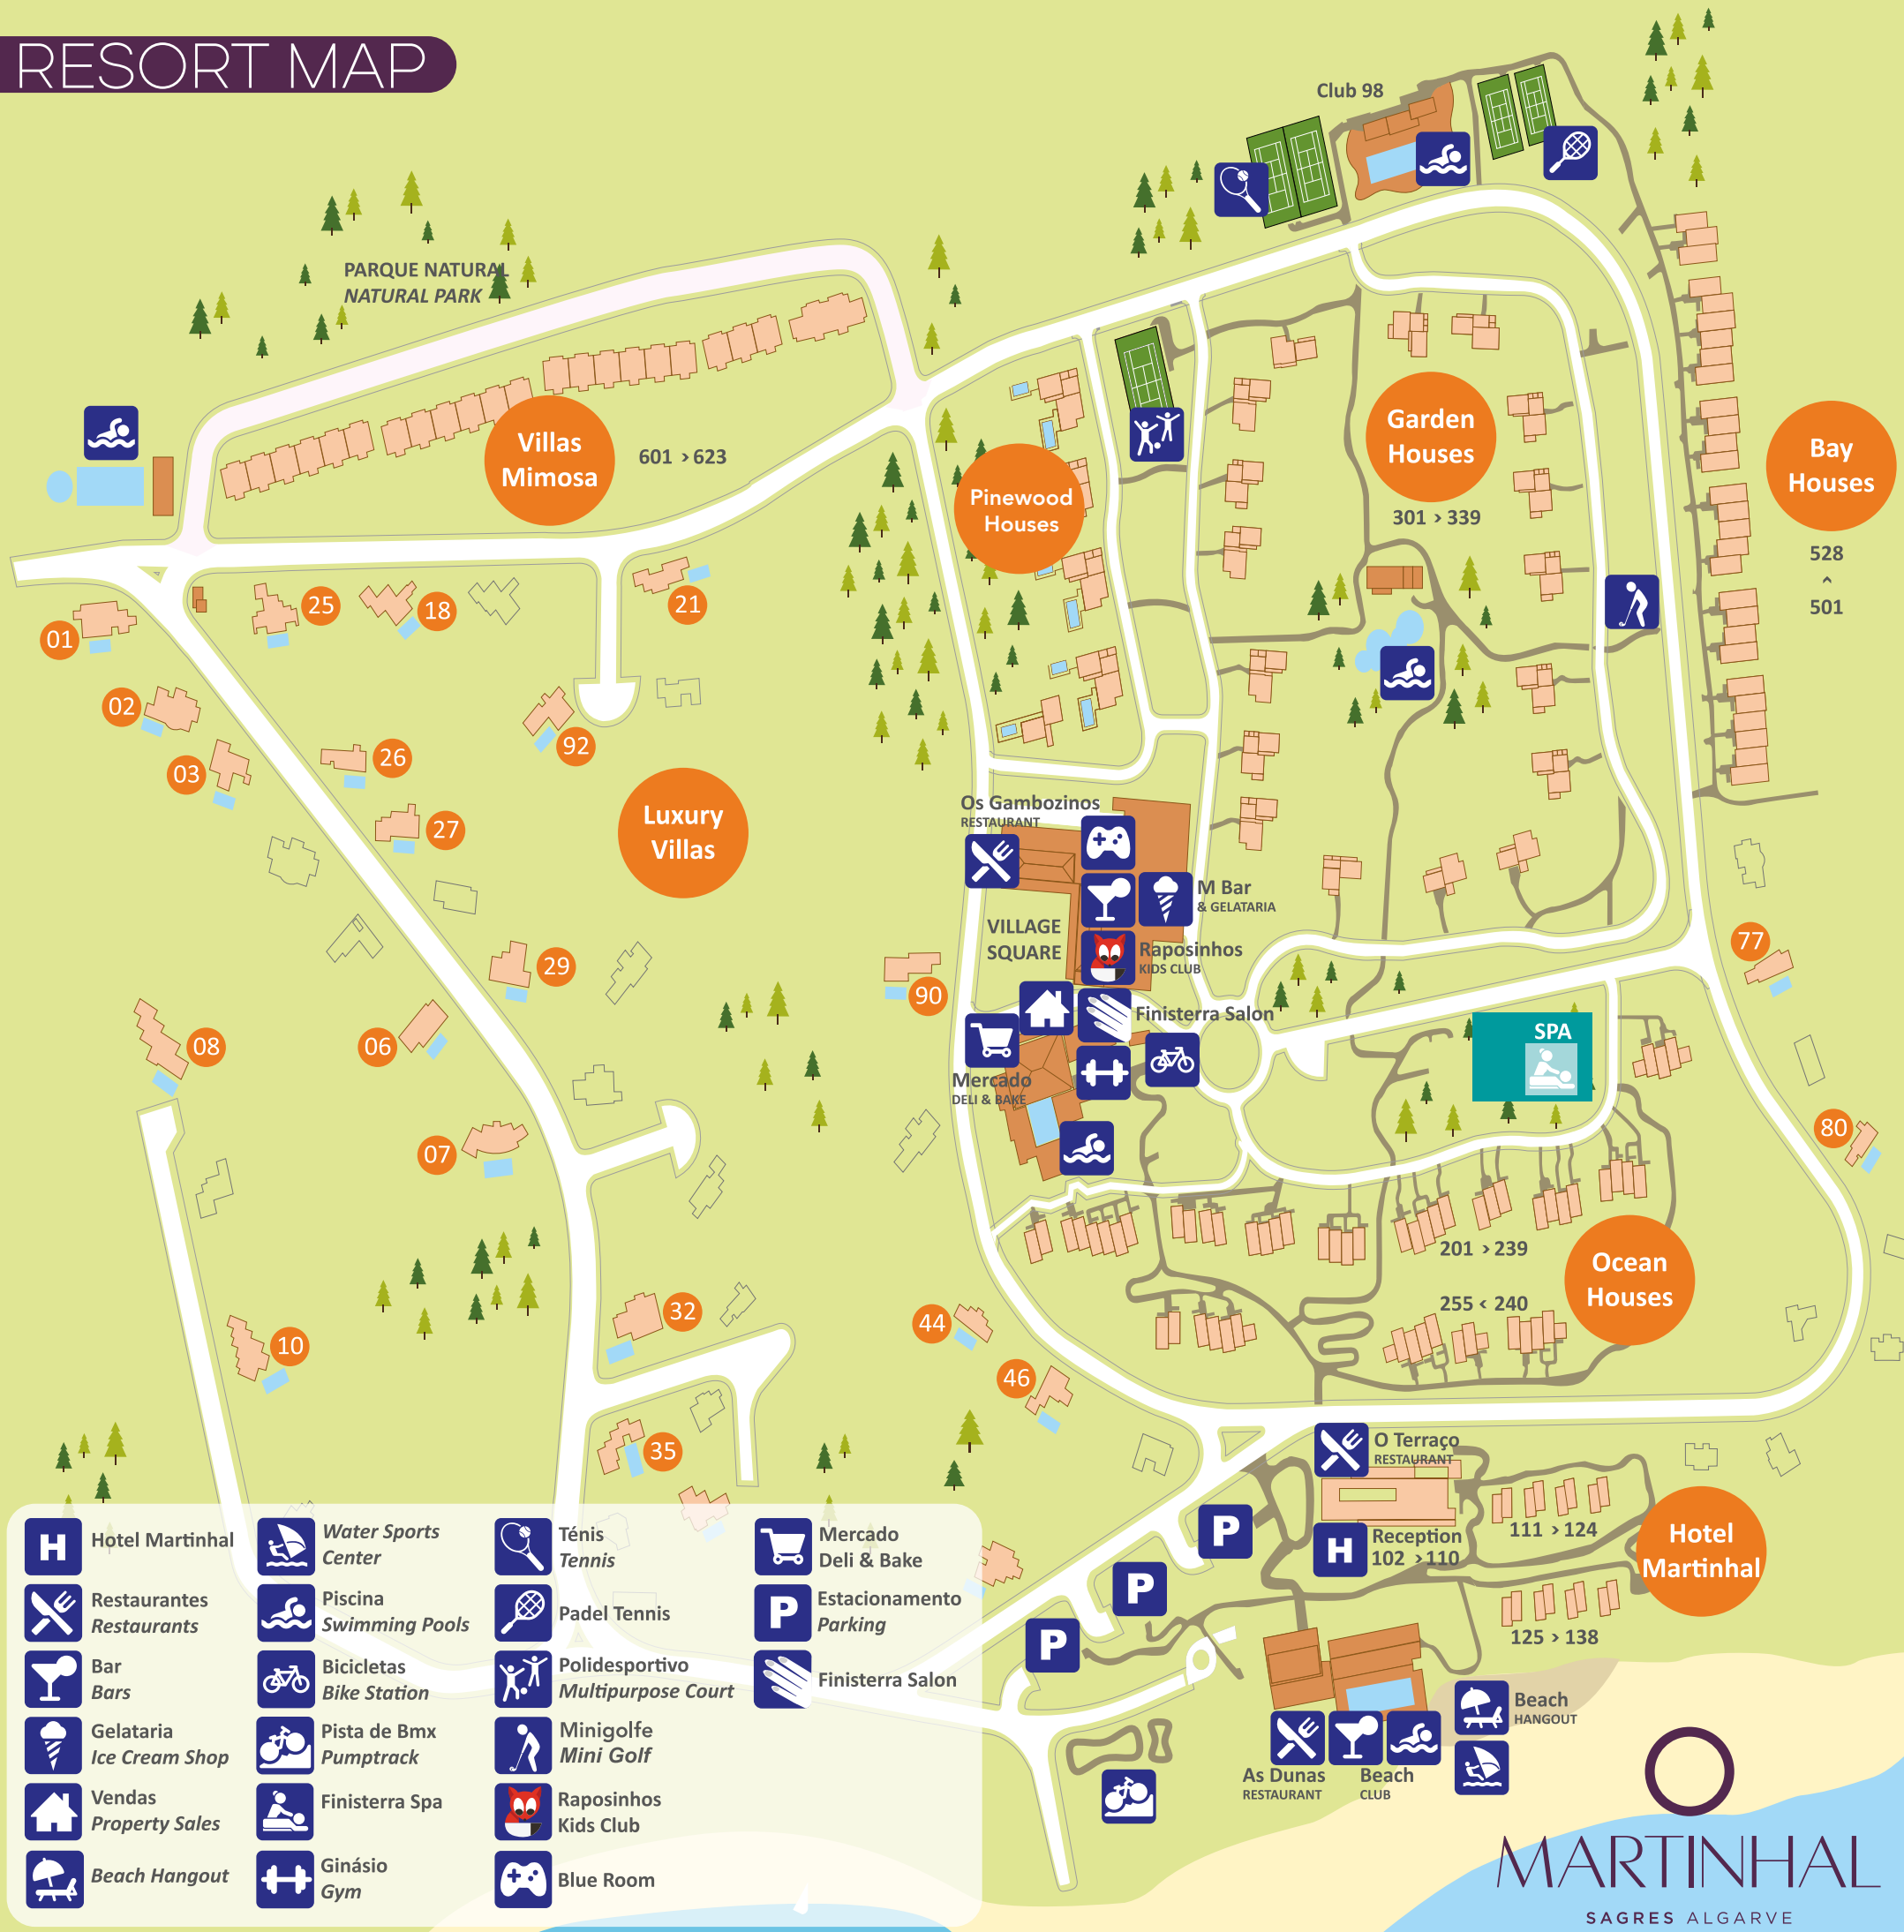 RESORT MAP
Club 98
PARQUE NATURAL
NATURAL PARK
Villas
Mimosa
601 › 623
Pinewood
Houses
Garden
Houses
301 › 339
Bay
Houses
528
^
501
01
25
18
21
02
92
03
26
27
Luxury
Villas
Os Gambozinos
RESTAURANT
M Bar
& GELATARIA
VILLAGE
SQUARE
Raposinhos
KIDS CLUB
29
90
77
Finisterra Salon
SPA
08
06
Mercado
DELI & BAKE
07
80
201 › 239
Ocean
Houses
255 ‹ 240
32
44
10
46
35
O Terraço
RESTAURANT
P
H
Reception
102 › 110
111 › 124
Hotel
Martinhal
P
P
125 › 138
Beach
HANGOUT
As Dunas
RESTAURANT
Beach
CLUB
H
Hotel Martinhal
Restaurantes
Restaurants
Bar
Bars
Gelataria
Ice Cream Shop
Vendas
Property Sales
Beach Hangout
Water Sports
Center
Piscina
Swimming Pools
Bicicletas
Bike Station
Pista de Bmx
Pumptrack
Finisterra Spa
Ginásio
Gym
Ténis
Tennis
Padel Tennis
Polidesportivo
Multipurpose Court
Minigolfe
Mini Golf
Raposinhos
Kids Club
Blue Room
Mercado
Deli & Bake
P
Estacionamento
Parking
Finisterra Salon
MARTINHAL
SAGRES ALGARVE